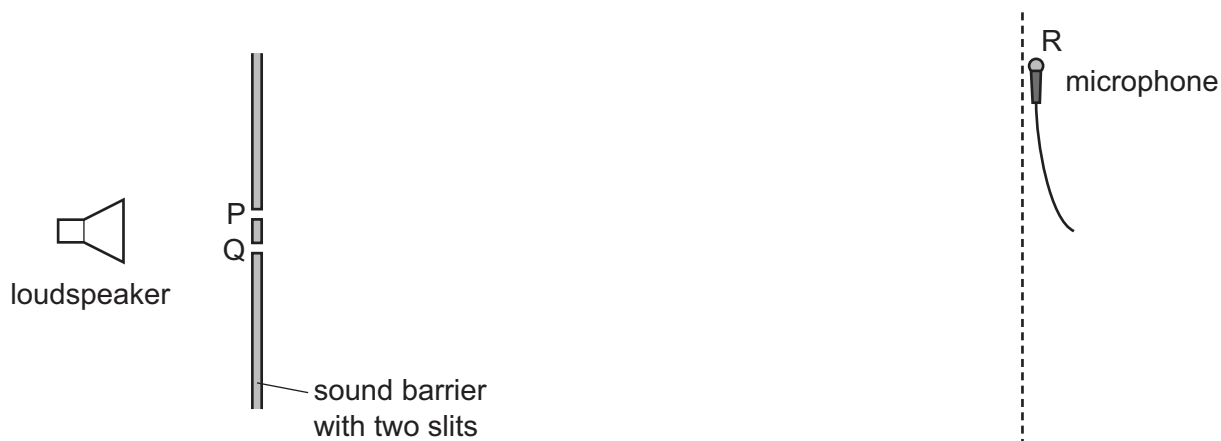 R
microphone
P
Q
loudspeaker
sound barrier
with two slits